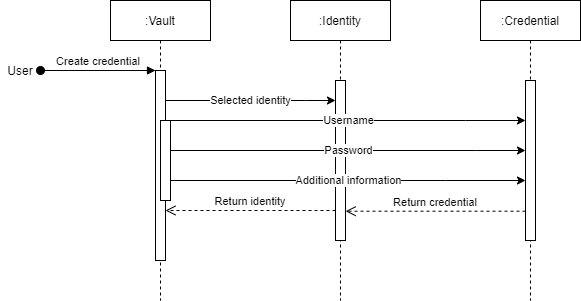 :Vault
:Identity
:Credential
User
Create credential
Selected identity
Username
Password
Additional information
Return identity
Return credential